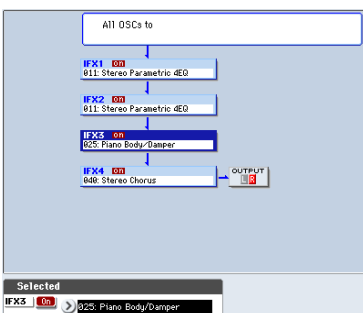 All OSCs to
IFX1 On
011: Stereo Parametric 4EQ
IFX2 On
011: Stereo Parametric 4EQ
IFX3 On
025: Piano Body/Damper
IFX4 On
040: Stereo Chorus
OUTPUT
L R
Selected
IFX3 On 025: Piano Body/Damper